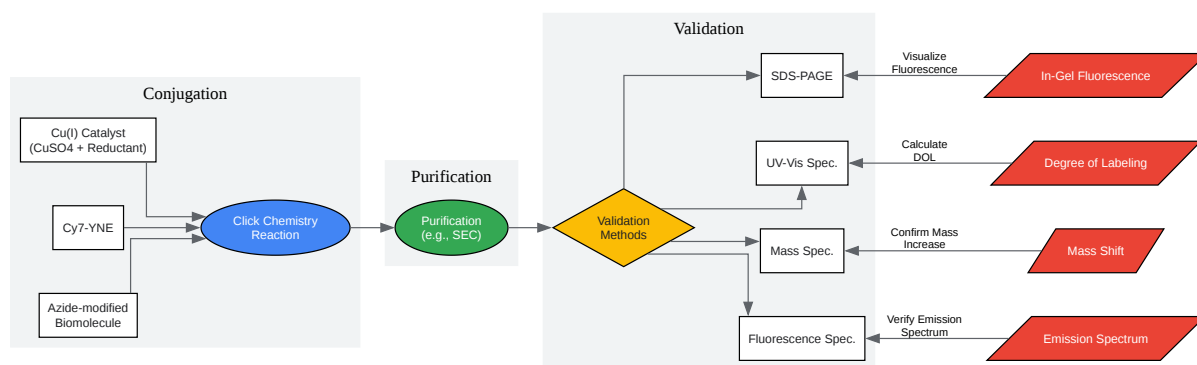 Conjugation
Cu(I) Catalyst
(CuSO4 + Reductant)
Cy7-YNE
Azide-modified
Biomolecule
Click Chemistry
Reaction
Purification
Purification
(e.g., SEC)
Validation
Validation
Methods
SDS-PAGE
Visualize
Fluorescence
In-Gel Fluorescence
UV-Vis Spec.
Calculate
DOL
Degree of Labeling
Mass Spec.
Confirm Mass
Increase
Mass Shift
Fluorescence Spec.
Verify Emission
Spectrum
Emission Spectrum